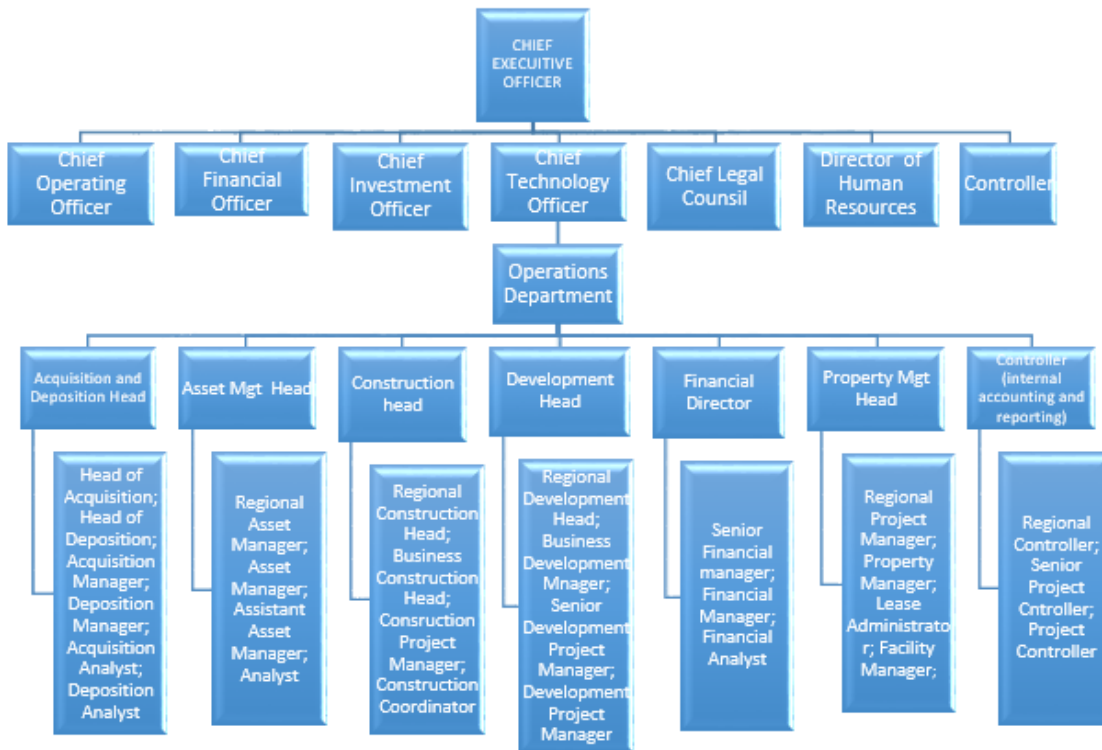 CHIEF
EXECUITIVE
OFFICER
Chief
Operating
Officer
Chief
Financial
Officer
Chief
Investment
Officer
Chief
Technology
Officer
Chief Legal
Counsil
Director of
Human
Resources
Controller
Operations
Department
Acquisition and
Deposition Head
Asset Mgt Head
Construction
head
Development
Head
Financial
Director
Property Mgt
Head
Controller
(internal
accounting and
reporting)
Head of
Acquisition;
Head of
Deposition;
Acquisition
Manager;
Deposition
Manager;
Acquisition
Analyst;
Deposition
Analyst
Regional
Asset
Manager;
Asset
Manager;
Assistant
Asset
Manager;
Analyst
Regional
Construction
Head;
Business
Construction
Head;
Consruction
Project
Manager;
Construction
Coordinator
Regional
Development
Head;
Business
Development
Mnager;
Senior
Development
Project
Manager;
Development
Project
Manager
Senior
Financial
manager;
Financial
Manager;
Financial
Analyst
Regional
Project
Manager;
Property
Manager;
Lease
Administrato
r; Facility
Manager;
Regional
Controller;
Senior
Project
Cntroller;
Project
Controller